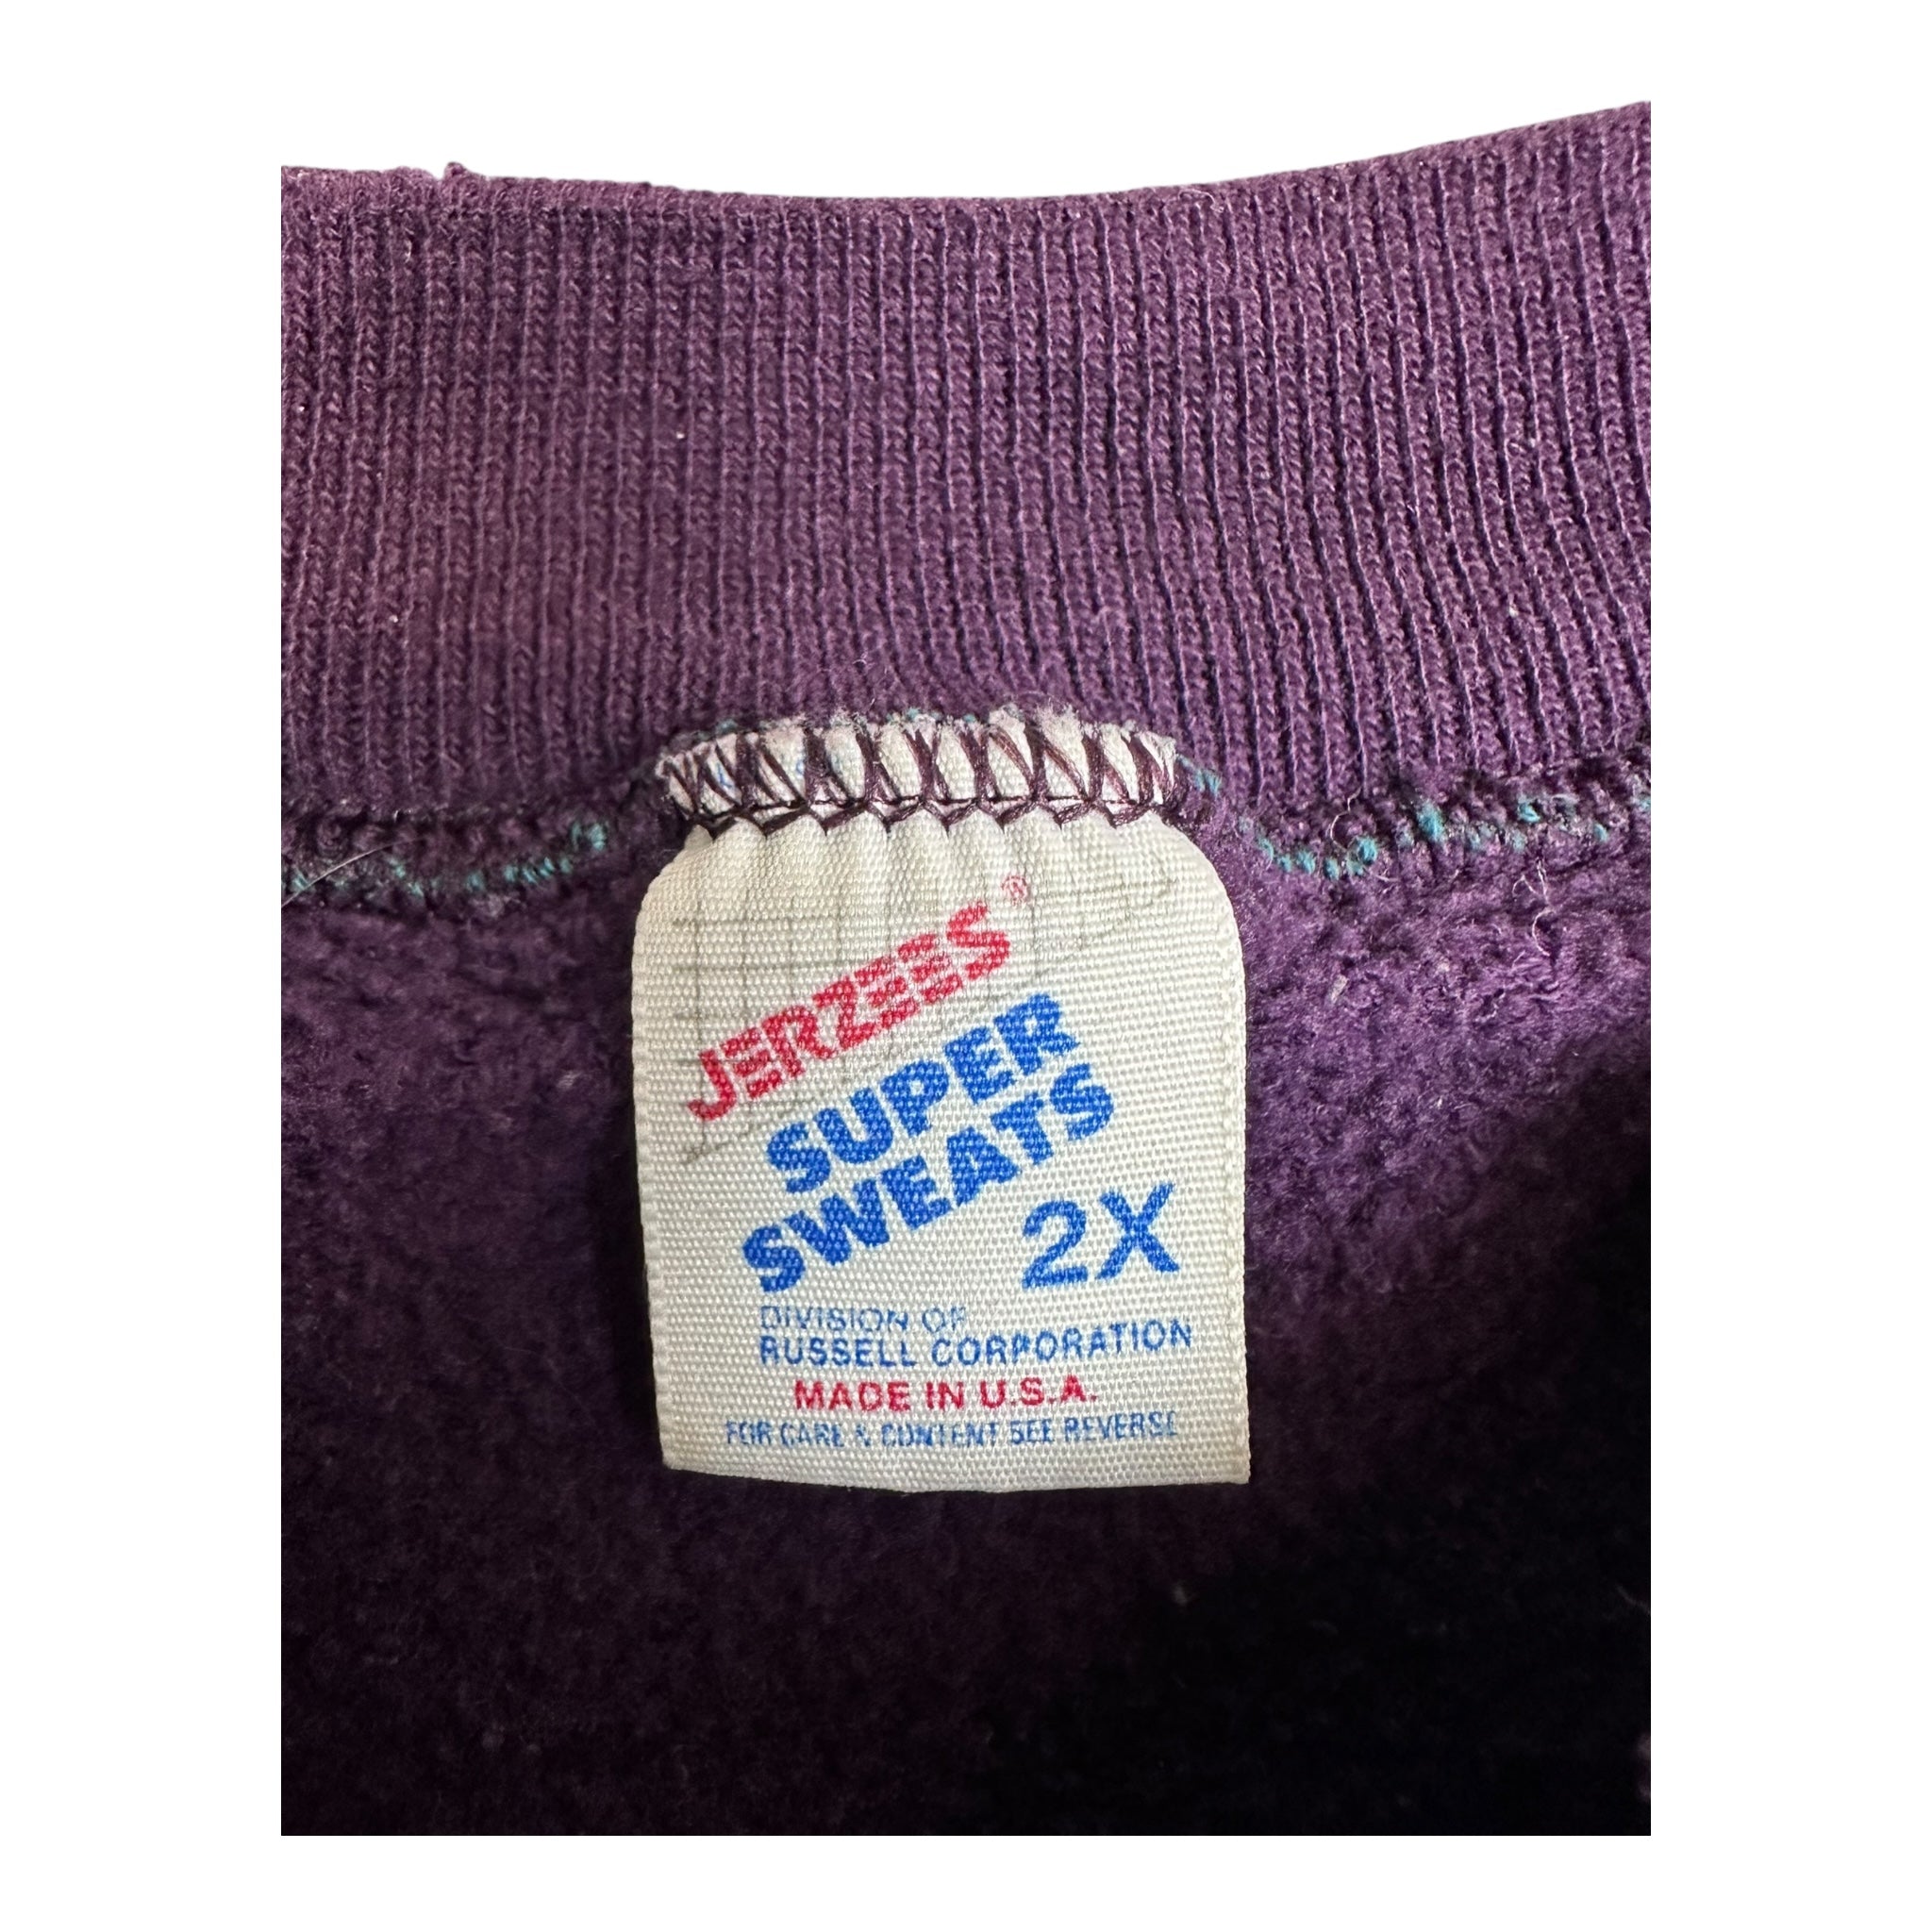 JERZEES®
SUPER
SWEATS
2X
DIVISION OF
RUSSELL CORPORATION
MADE IN U.S.A.
FOR CARE & CONTENT SEE REVERSE